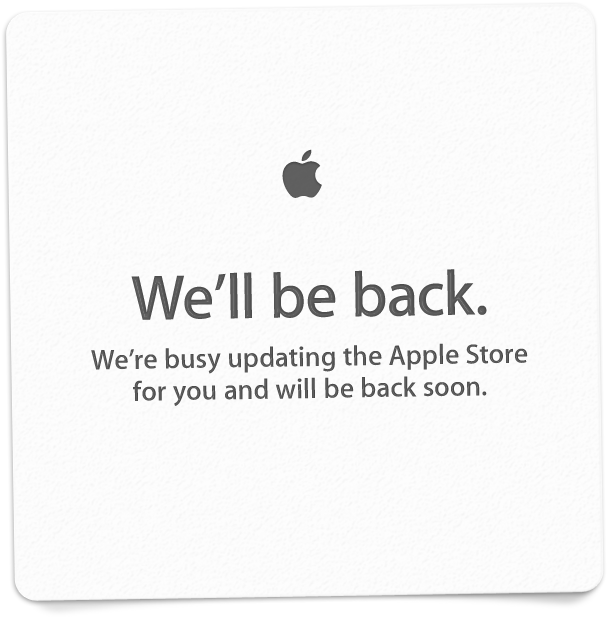 We’ll be back.
We’re busy updating the Apple Store
for you and will be back soon.